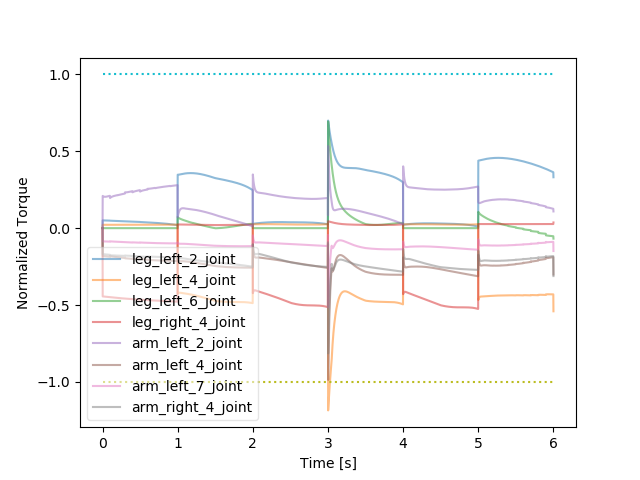 1.0
0.5
0.0
−0.5
−1.0
Normalized Torque
leg_left_2_joint
leg_left_4_joint
leg_left_6_joint
leg_right_4_joint
arm_left_2_joint
arm_left_4_joint
arm_left_7_joint
arm_right_4_joint
0 1 2 3 4 5 6
Time [s]